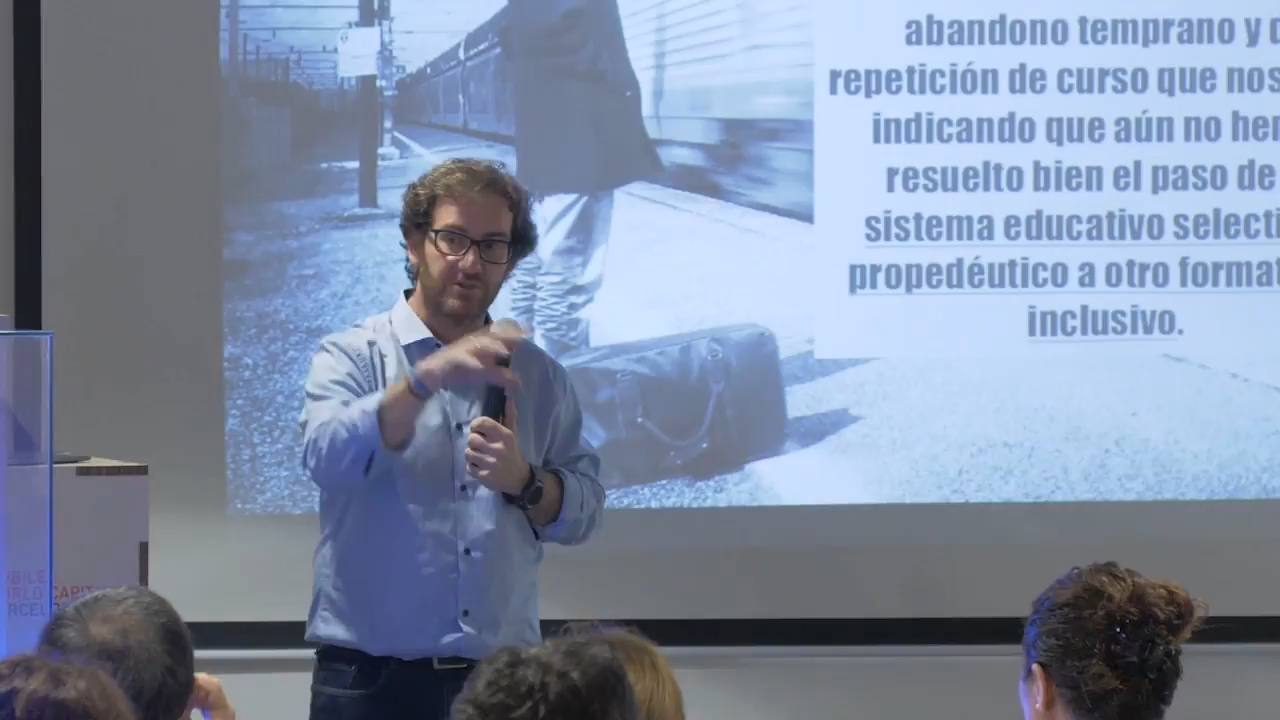 abandono temprano y
repetición de curso que nos
indicando que aún no
resuelto bien el paso de
sistema educativo
propedéutico a otro
inclusivo.